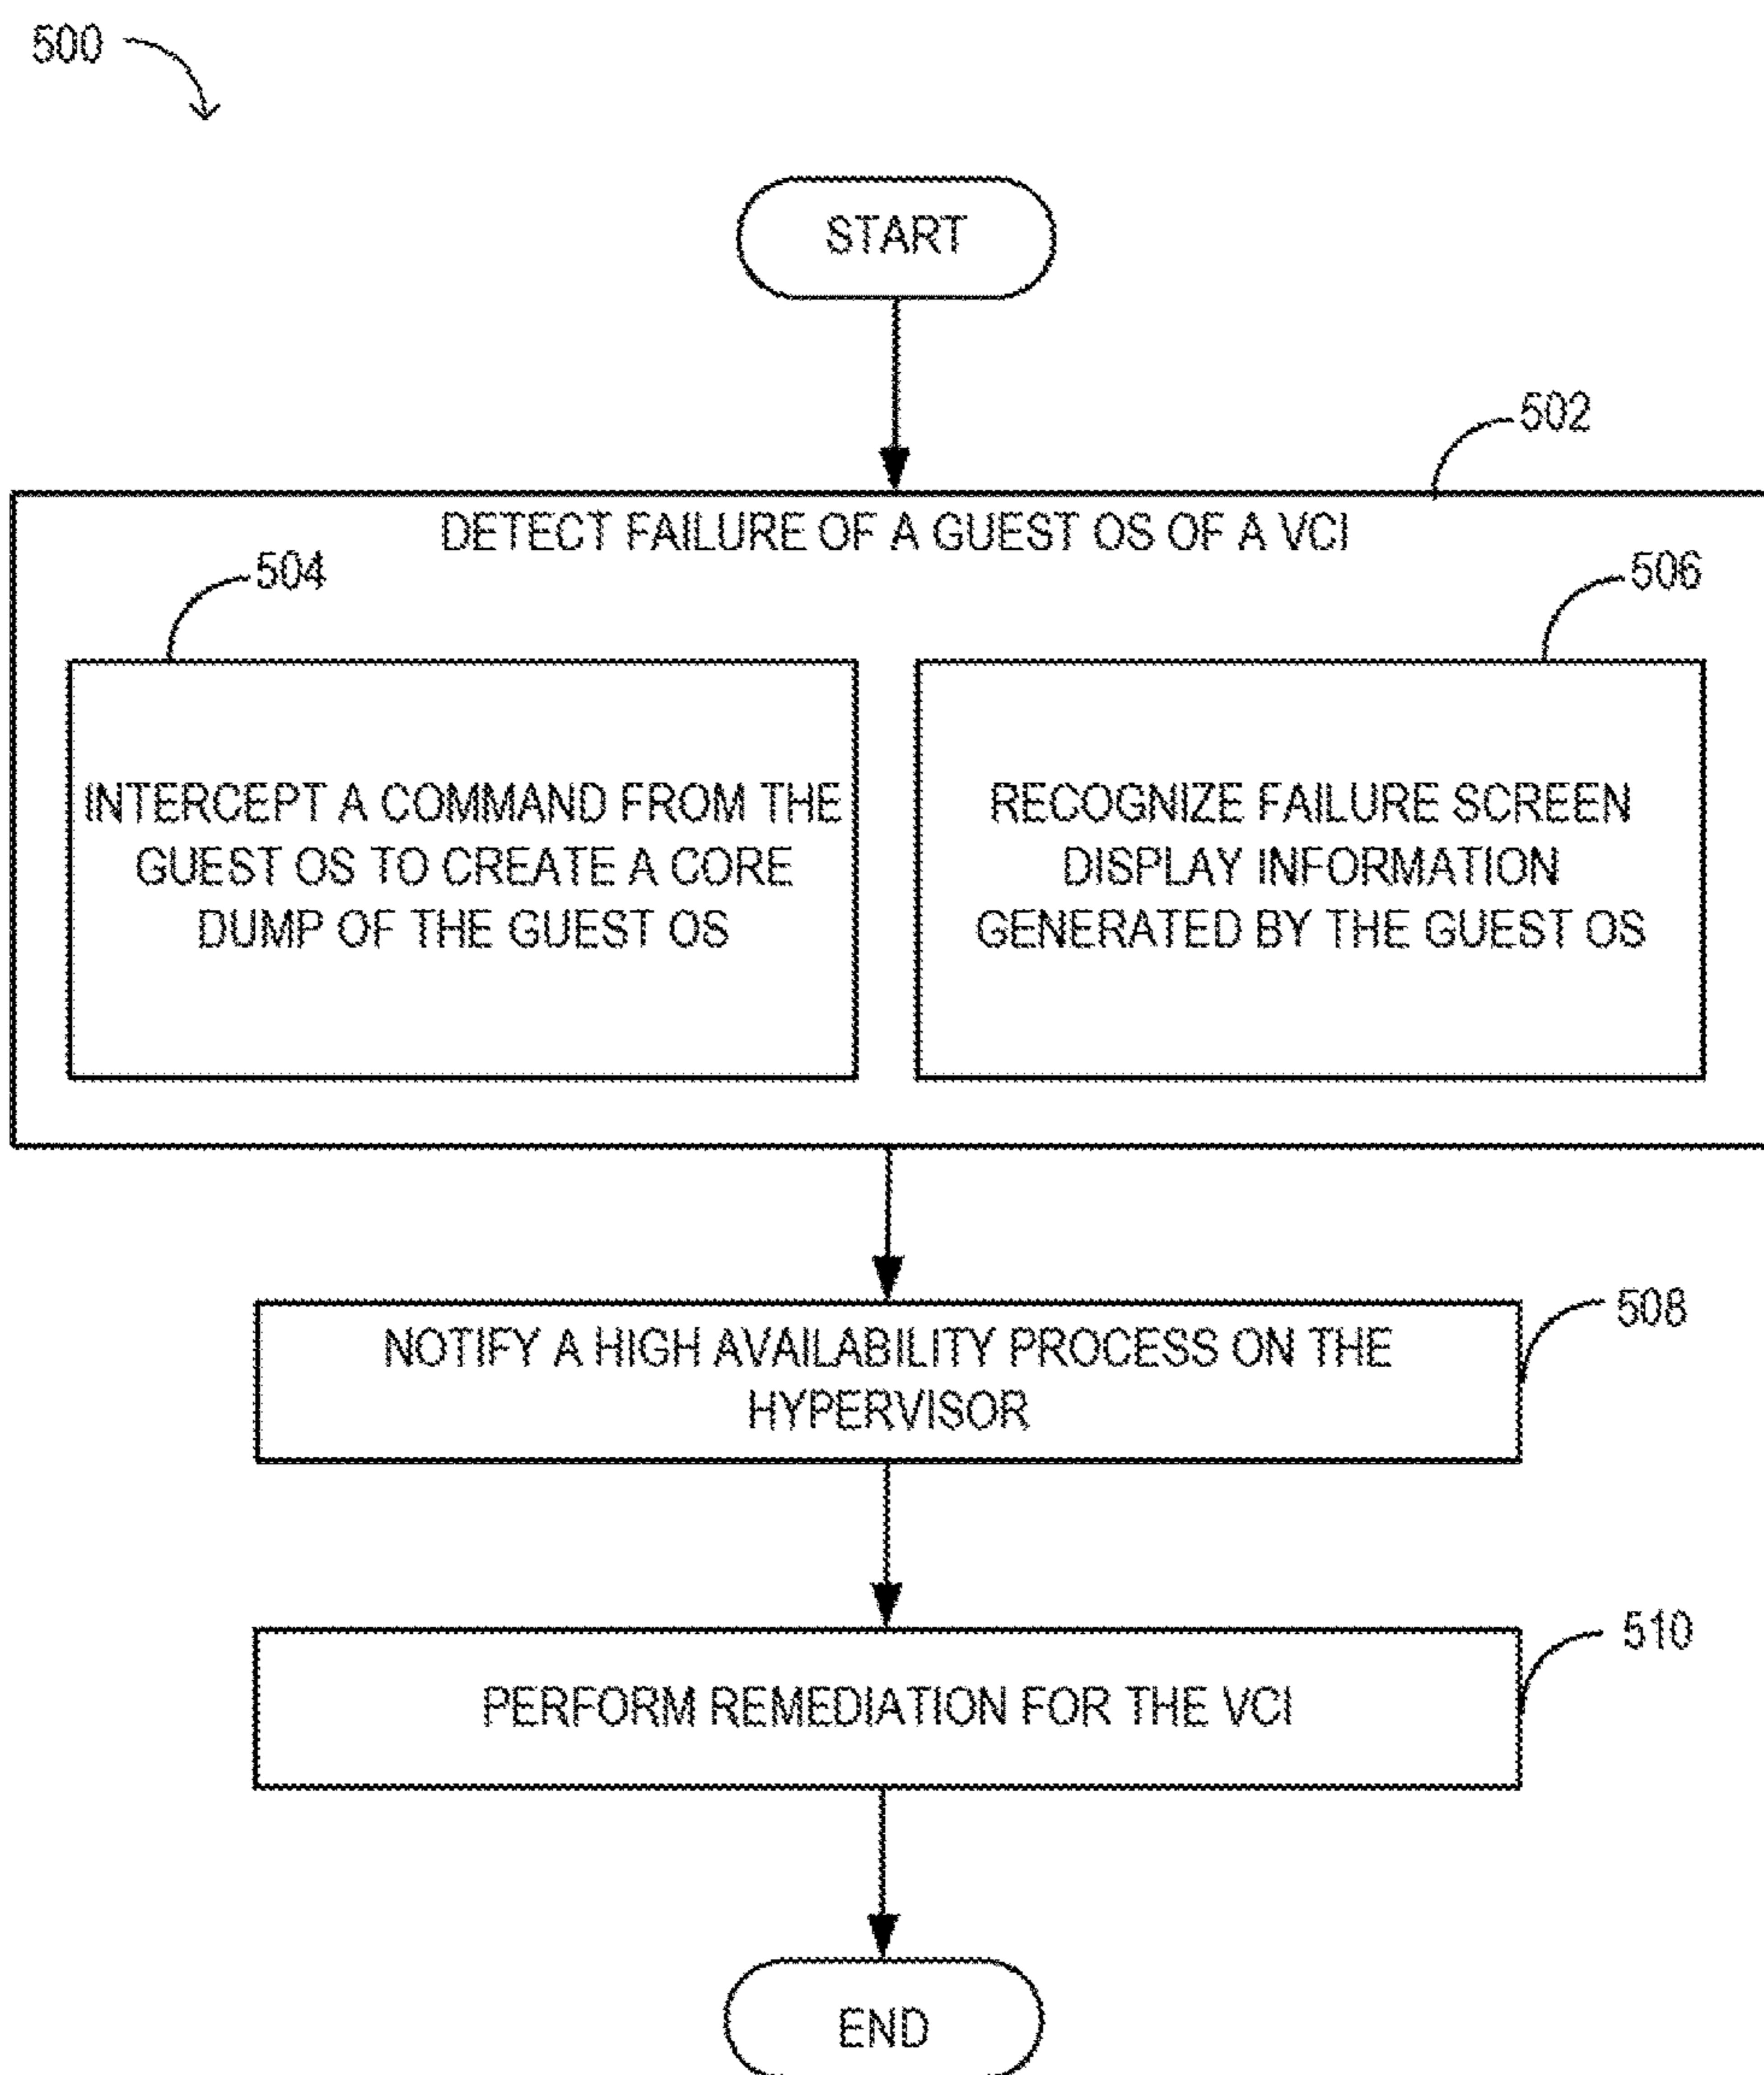 500
START
502
DETECT FAILURE OF A GUEST OS OF A VCI
504
506
INTERCEPT A COMMAND FROM THE
GUEST OS TO CREATE A CORE
DUMP OF THE GUEST OS
RECOGNIZE FAILURE SCREEN
DISPLAY INFORMATION
GENERATED BY THE GUEST OS
508
NOTIFY A HIGH AVAILABILITY PROCESS ON THE
HYPERVISOR
510
PERFORM REMEDIATION FOR THE VCI
END